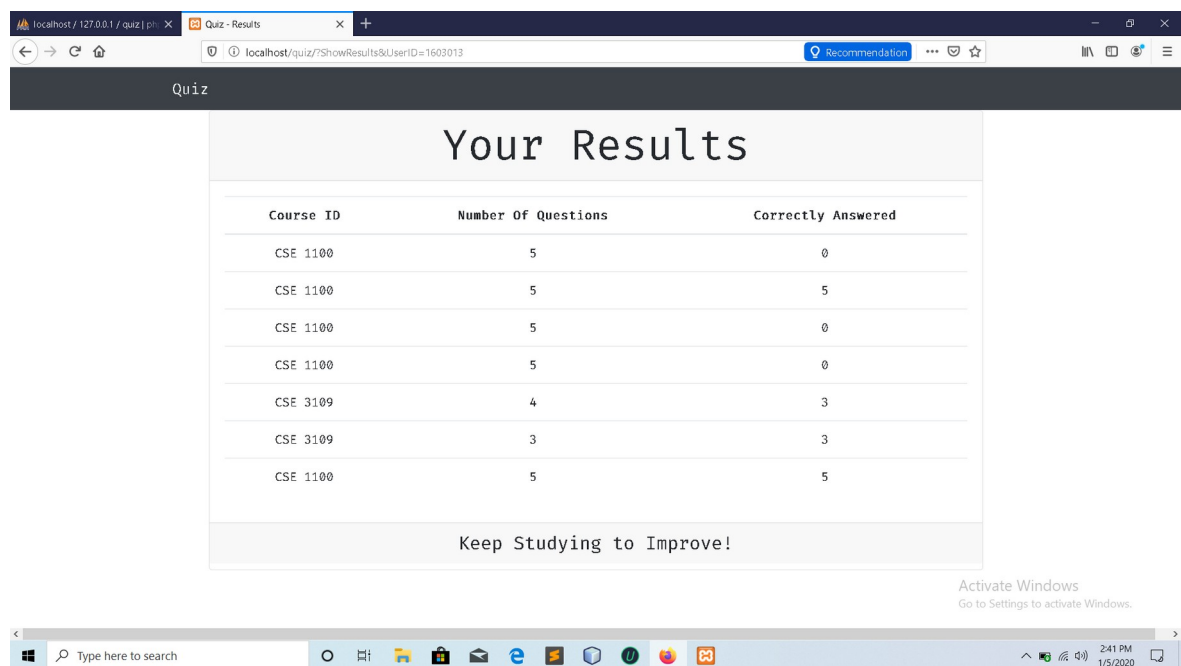 localhost / 127.0.0.1 / quiz | ph
Quiz - Results
localhost/quiz/?ShowResults&UserID=1603013
Recommendation
Quiz
Your Results
Course ID Number Of Questions Correctly Answered
CSE 1100 5 0
CSE 1100 5 5
CSE 1100 5 0
CSE 1100 5 0
CSE 3109 4 3
CSE 3109 3 3
CSE 1100 5 5
Keep Studying to Improve!
Activate Windows
Go to Settings to activate Windows.
Type here to search
2:41 PM
1/5/2020